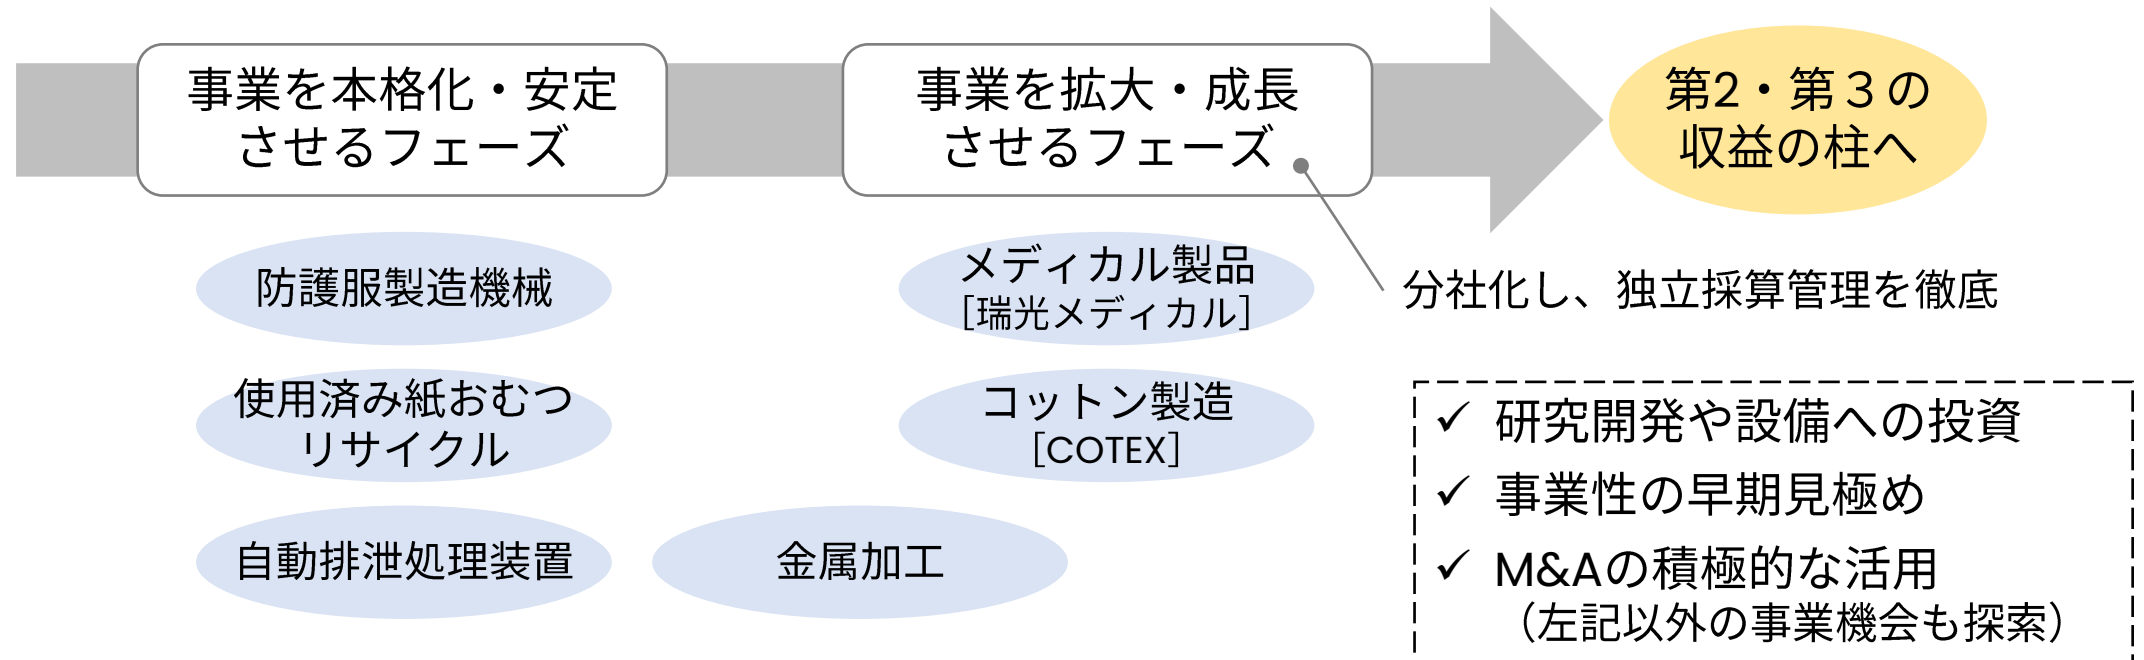 事業を本格化・安定
させるフェーズ
事業を拡大・成長
させるフェーズ
第2・第３の
収益の柱へ
防護服製造機械
メディカル製品
［瑞光メディカル］
分社化し、独立採算管理を徹底
使用済み紙おむつ
リサイクル
コットン製造
［COTEX］
自動排泄処理装置
金属加工
✓ 研究開発や設備への投資
✓ 事業性の早期見極め
✓ M&Aの積極的な活用
（左記以外の事業機会も探索）